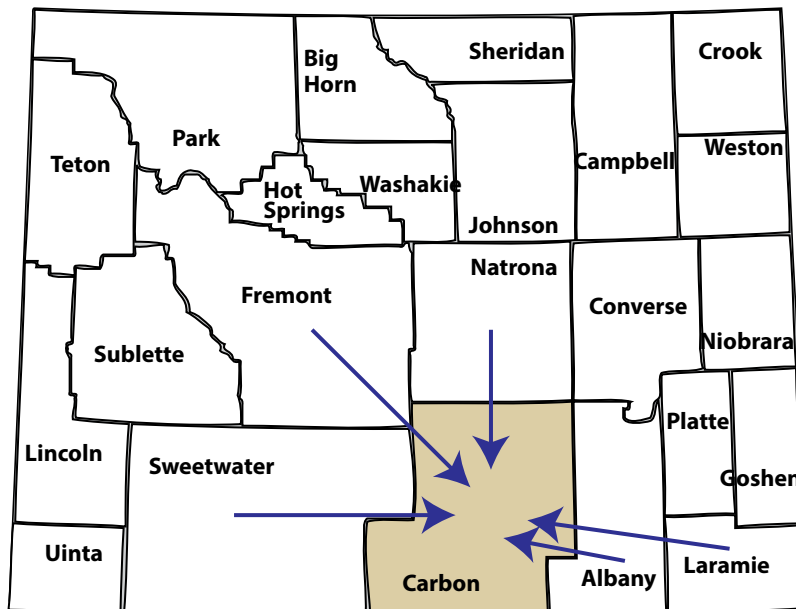 Sheridan
Crook
Big
Horn
Park
Teton
Campbell
Weston
Washakie
Hot
Springs
Johnson
Natrona
Fremont
Converse
Niobrara
Sublette
Platte
Lincoln
Sweetwater
Goshen
Uinta
Carbon
Albany
Laramie